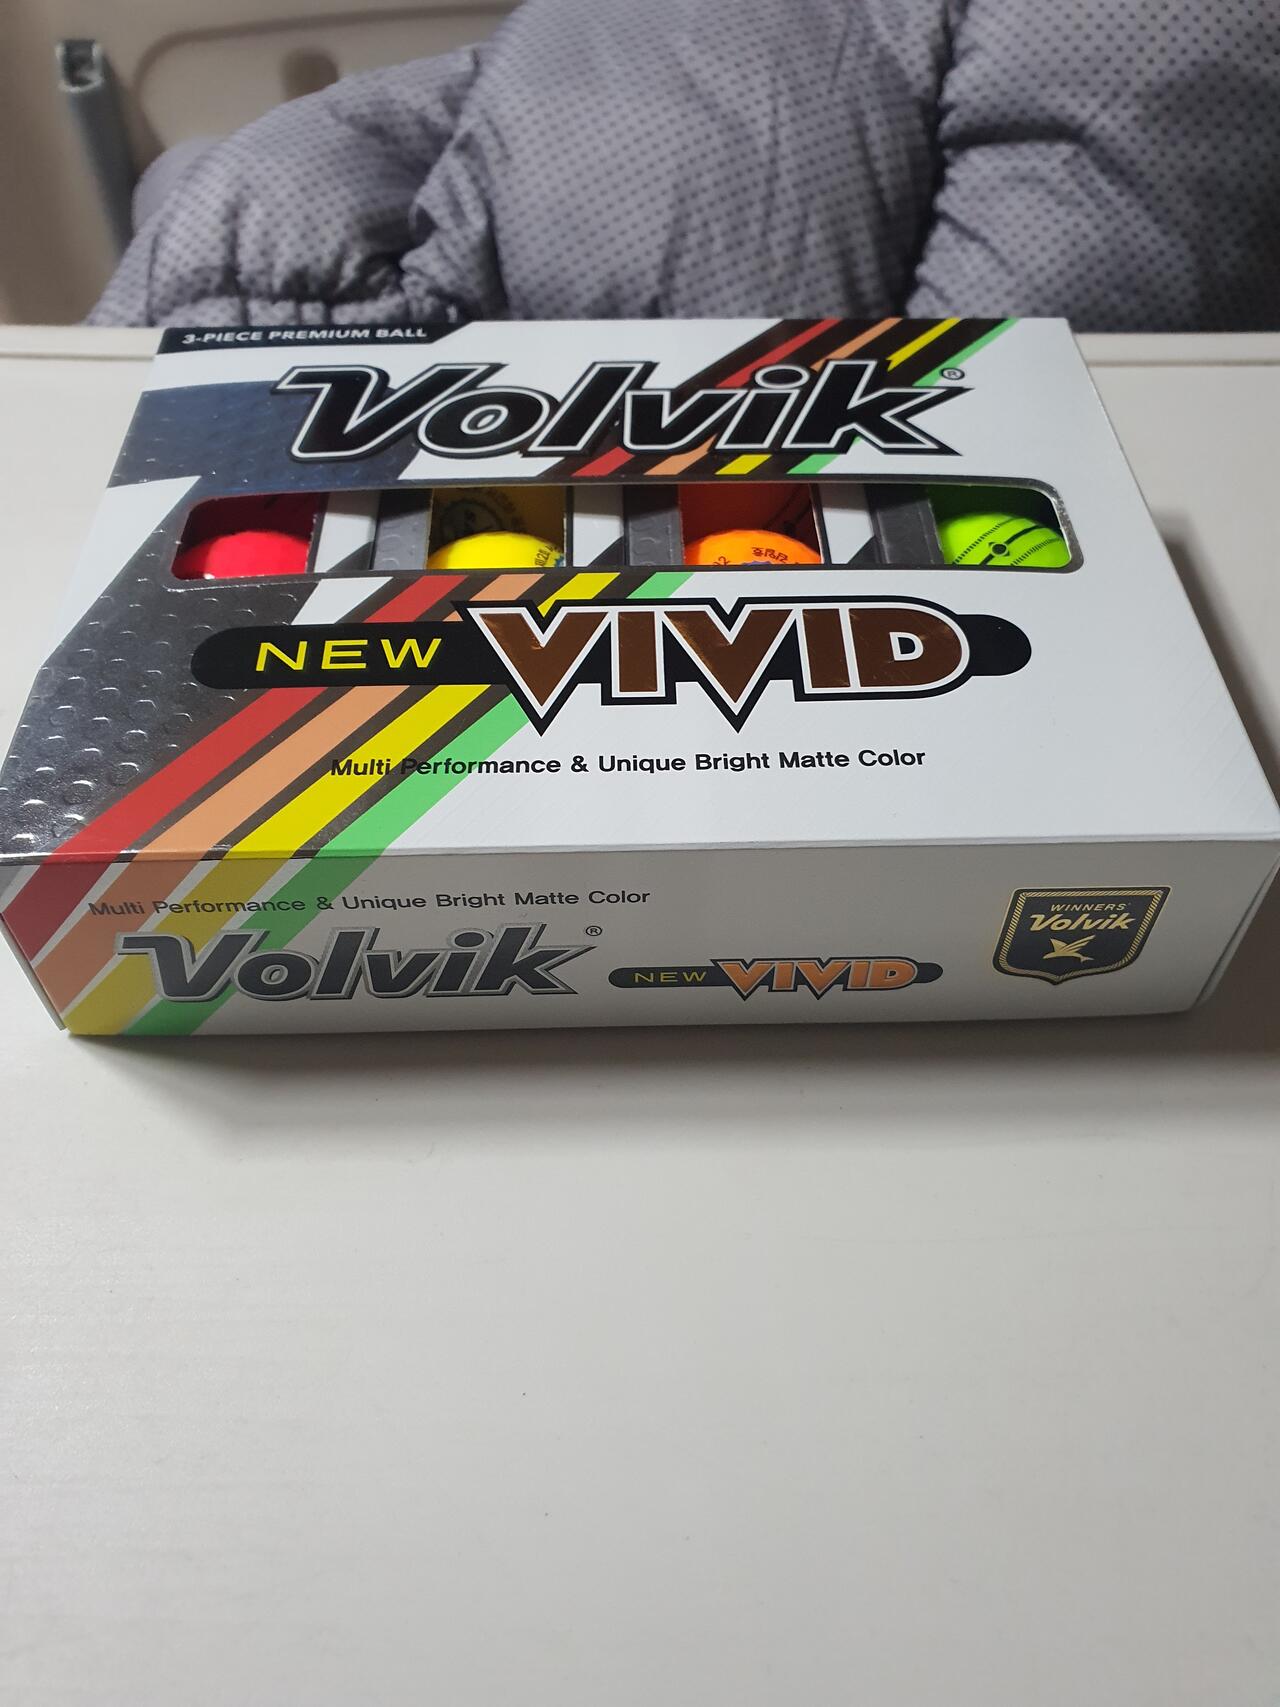 3-PIECE PREMIUM BALL
Volvik®
NEW VIVID
Multi Performance & Unique Bright Matte Color
Multi Performance & Unique Bright Matte Color
Volvik®
NEW VIVID
WINNERS'
Volvik